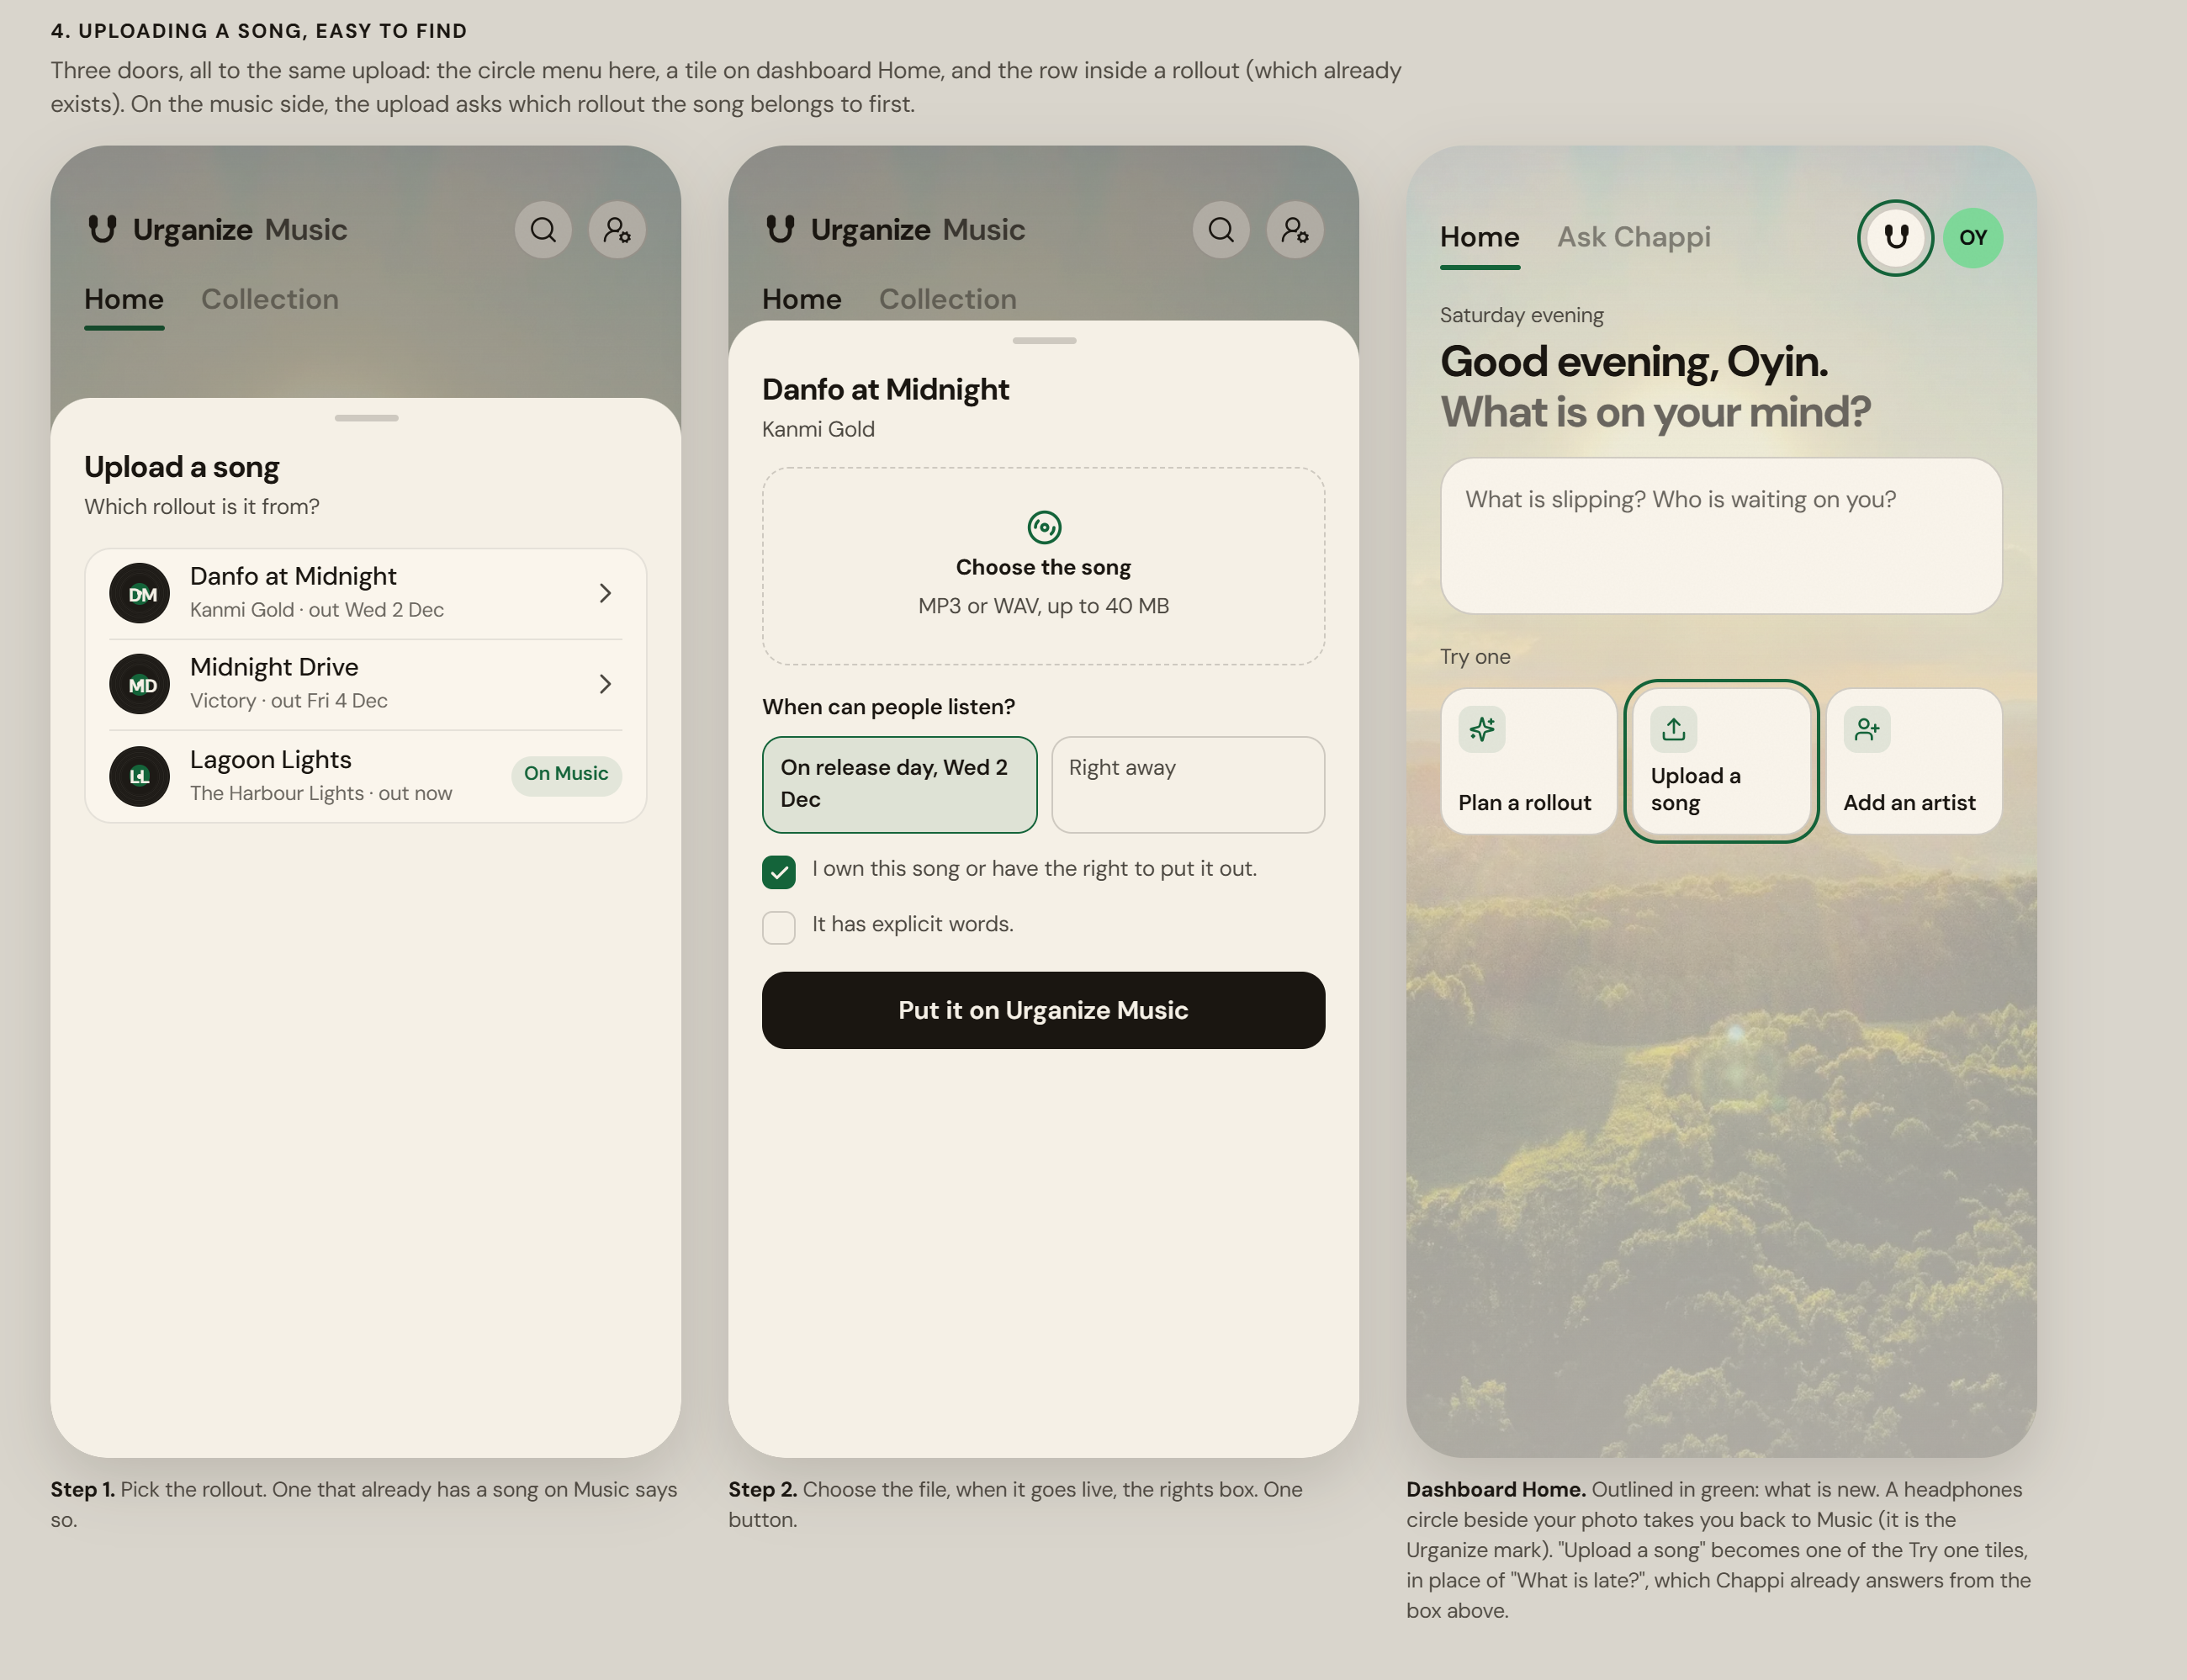 4. UPLOADING A SONG, EASY TO FIND
Three doors, all to the same upload: the circle menu here, a tile on dashboard Home, and the row inside a rollout (which already
exists). On the music side, the upload asks which rollout the song belongs to first.
Urganize Music
Home Collection
Upload a song
Which rollout is it from?
DM
Danfo at Midnight
Kanmi Gold · out Wed 2 Dec
MD
Midnight Drive
Victory · out Fri 4 Dec
LL
Lagoon Lights
The Harbour Lights · out now
On Music
Step 1. Pick the rollout. One that already has a song on Music says
so.
Urganize Music
Home Collection
Danfo at Midnight
Kanmi Gold
Choose the song
MP3 or WAV, up to 40 MB
When can people listen?
On release day, Wed 2
Dec
Right away
I own this song or have the right to put it out.
It has explicit words.
Put it on Urganize Music
Step 2. Choose the file, when it goes live, the rights box. One
button.
Home Ask Chappi
OY
Saturday evening
Good evening, Oyin.
What is on your mind?
What is slipping? Who is waiting on you?
Try one
Plan a rollout
Upload a
song
Add an artist
Dashboard Home. Outlined in green: what is new. A headphones
circle beside your photo takes you back to Music (it is the
Urganize mark). "Upload a song" becomes one of the Try one tiles,
in place of "What is late?", which Chappi already answers from the
box above.